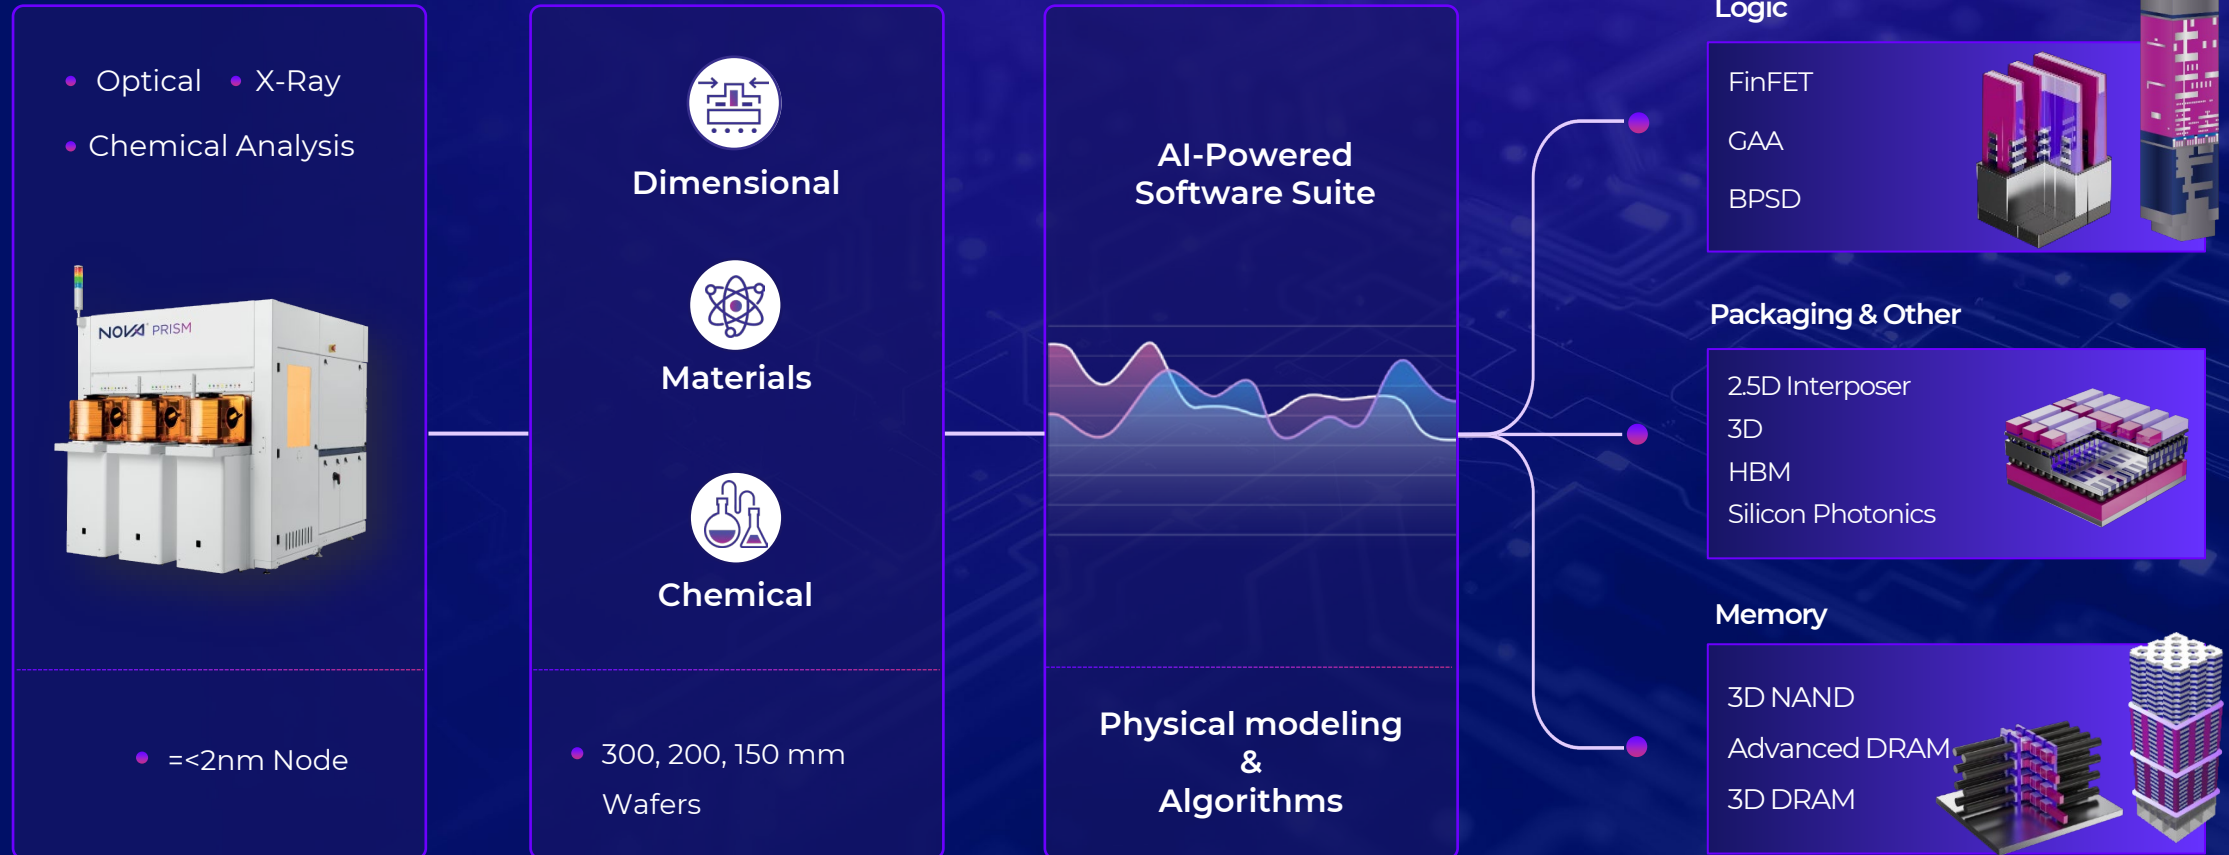 Optical
X-Ray
Chemical Analysis
NOVA PRISM
=<2nm Node
Dimensional
Materials
Chemical
300, 200, 150 mm
Wafers
AI-Powered
Software Suite
Physical modeling
&
Algorithms
Logic
FinFET
GAA
BPSD
Packaging & Other
2.5D Interposer
3D
HBM
Silicon Photonics
Memory
3D NAND
Advanced DRAM
3D DRAM